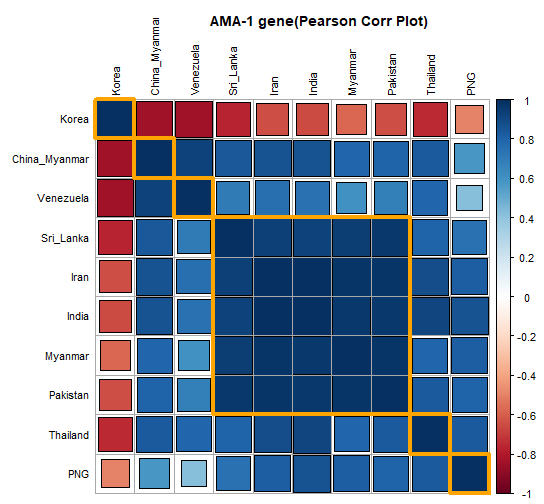 AMA-1 gene(Pearson Corr Plot)
Korea
China_Myanmar
Venezuela
Sri_Lanka
Iran
India
Myanmar
Pakistan
Thailand
PNG
Korea
China_Myanmar
Venezuela
Sri_Lanka
Iran
India
Myanmar
Pakistan
Thailand
PNG
1
0.8
0.6
0.4
0.2
0
-0.2
-0.4
-0.6
-0.8
-1